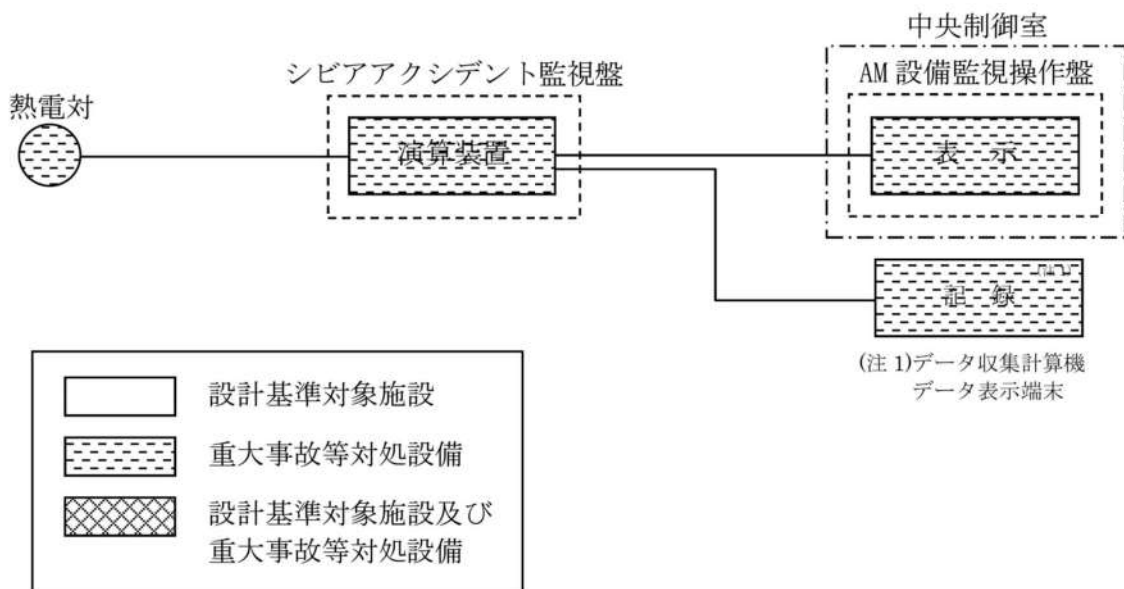 中央制御室
シビアアクシデント監視盤
AM 設備監視操作盤
熱電対
演算装置
表 示
記 録
(注 1)データ収集計算機
データ表示端末
設計基準対象施設
重大事故等対処設備
設計基準対象施設及び
重大事故等対処設備